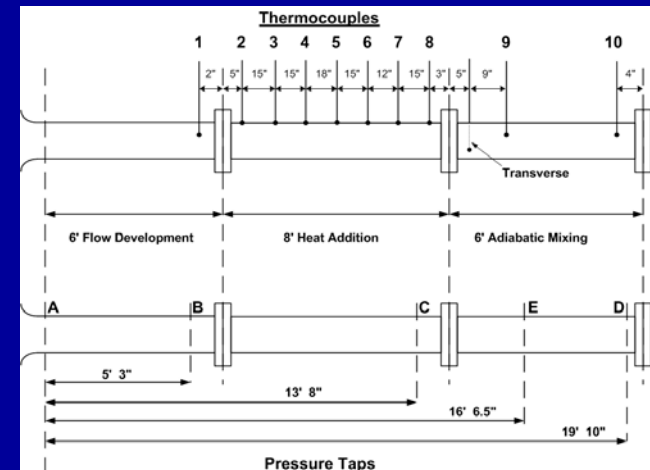 Thermocouples
1 2 3 4 5 6 7 8 9 10
2" 5" 15" 15" 18" 15" 12" 15" 3" 5" 9" 4"
Transverse
6' Flow Development 8' Heat Addition 6' Adiabatic Mixing
A B C E D
5' 3"
13' 8"
16' 6.5"
19' 10"
Pressure Taps